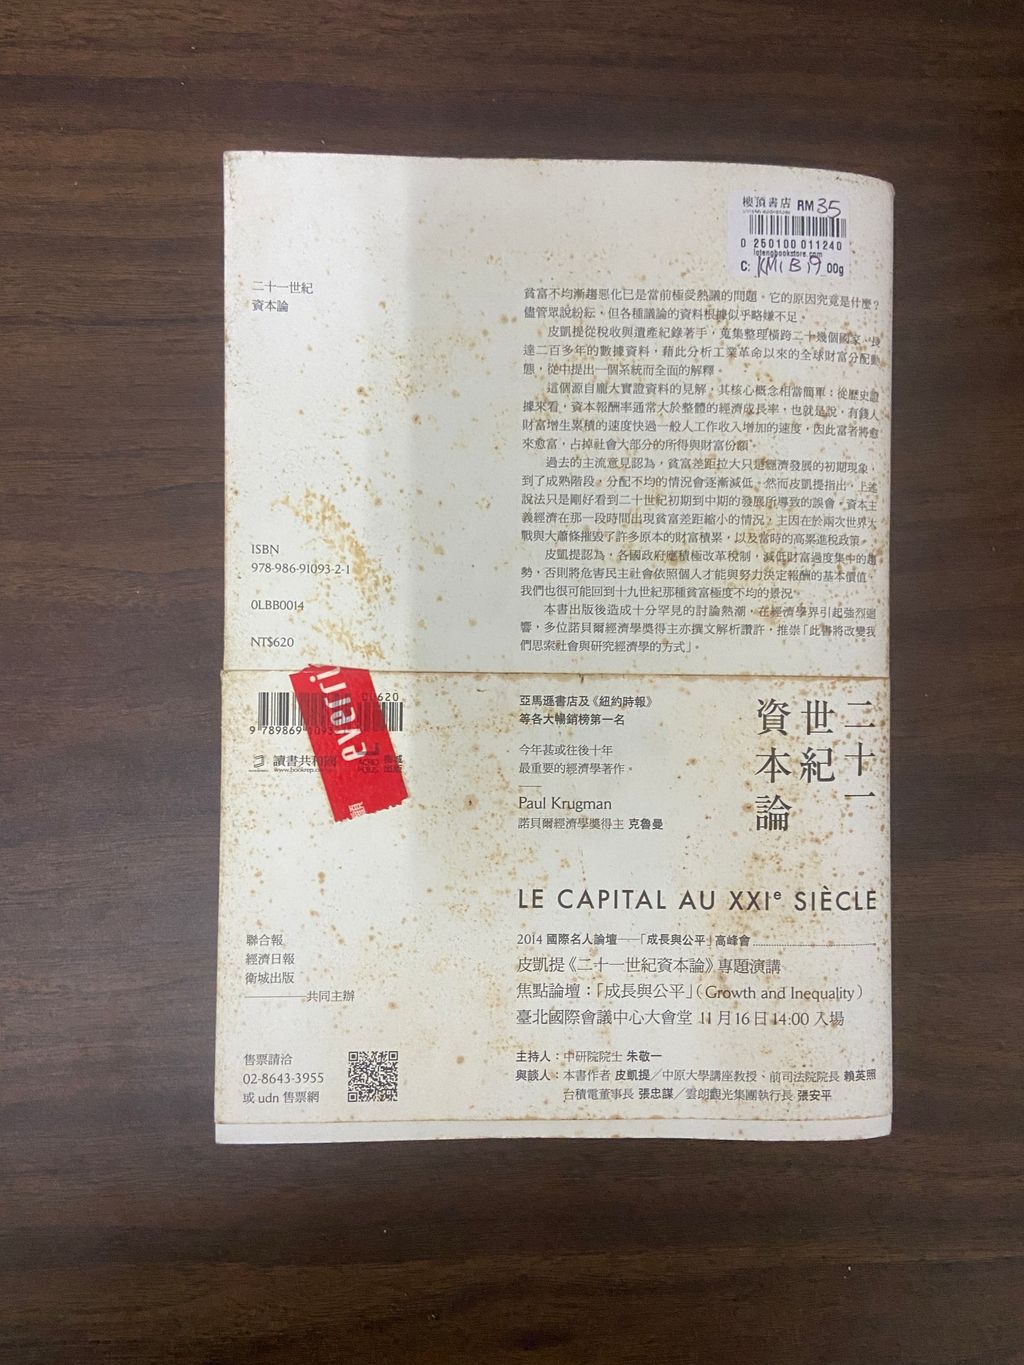 樓頂書店 RM 35
0 250100 011240
lotengbookstore.com
C: KM1 B 19 00g
二十一世紀
資本論
貧富不均漸趨惡化已是當前極受熱議的問題。它的原因究竟是什麼？
儘管眾說紛紜，但各種議論的資料根據似乎略嫌不足。
皮凱提從稅收與遺產紀錄著手，蒐集整理橫跨二十幾個國家、長
達二百多年的數據資料，藉此分析工業革命以來的全球財富分配動
態，從中提出一個系統而全面的解釋。
這個源自龐大實證資料的見解，其核心概念相當簡單：從歷史證
據來看，資本報酬率通常大於整體的經濟成長率，也就是說，有錢人
財富增生累積的速度快過一般人工作收入增加的速度，因此富者將愈
來愈富，占掉社會大部分的所得與財富份額。
過去的主流意見認為，貧富差距拉大只是經濟發展的初期現象，
到了成熟階段，分配不均的情況會逐漸減低。然而皮凱提指出，上述
說法只是剛好看到二十世紀初期到中期的發展所導致的誤會。資本主
義經濟在那一段時間出現貧富差距縮小的情況，主因在於兩次世界大
戰與大蕭條摧毀了許多原本的財富積累，以及當時的高累進稅政策。
皮凱提認為，各國政府應積極改革稅制，減低財富過度集中的趨
勢，否則將危害民主社會依照個人才能與努力決定報酬的基本價值，
我們也很可能回到十九世紀那種貧富極度不均的景況。
本書出版後造成十分罕見的討論熱潮，在經濟學界引起強烈迴
響，多位諾貝爾經濟學獎得主亦撰文解析讚許，推崇「此書將改變我
們思索社會與研究經濟學的方式」。
ISBN
978-986-91093-2-1
0LBB0014
NT$620
00620
9 789869 1093
讀書共和國
www.bookrep.com
ACRO
POLIS
衛城
出版
亞馬遜書店及《紐約時報》
等各大暢銷榜第一名
今年甚或往後十年
最重要的經濟學著作。
Paul Krugman
諾貝爾經濟學獎得主 克魯曼
二十一
世紀
資本論
LE CAPITAL AU XXIe SIÈCLE
2014 國際名人論壇——「成長與公平」高峰會
皮凱提《二十一世紀資本論》專題演講
焦點論壇：「成長與公平」（Growth and Inequality）
臺北國際會議中心大會堂 11 月 16 日 14:00 入場
聯合報
經濟日報
衛城出版
共同主辦
主持人：中研院院士 朱敬一
與談人：本書作者 皮凱提／中原大學講座教授、前司法院院長 賴英照
台積電董事長 張忠謀／雲朗觀光集團執行長 張安平
售票請洽
02-8643-3955
或 udn 售票網